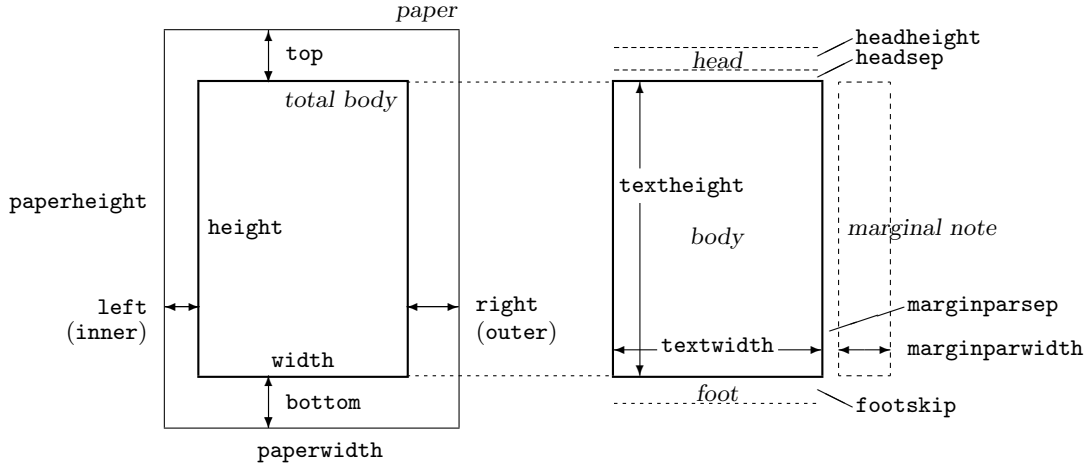 paper
top
total body
paperheight
height
left
(inner)
right
(outer)
width
bottom
paperwidth
headheight
head
headsep
textheight
body
marginal note
marginparsep
textwidth
marginparwidth
foot
footskip